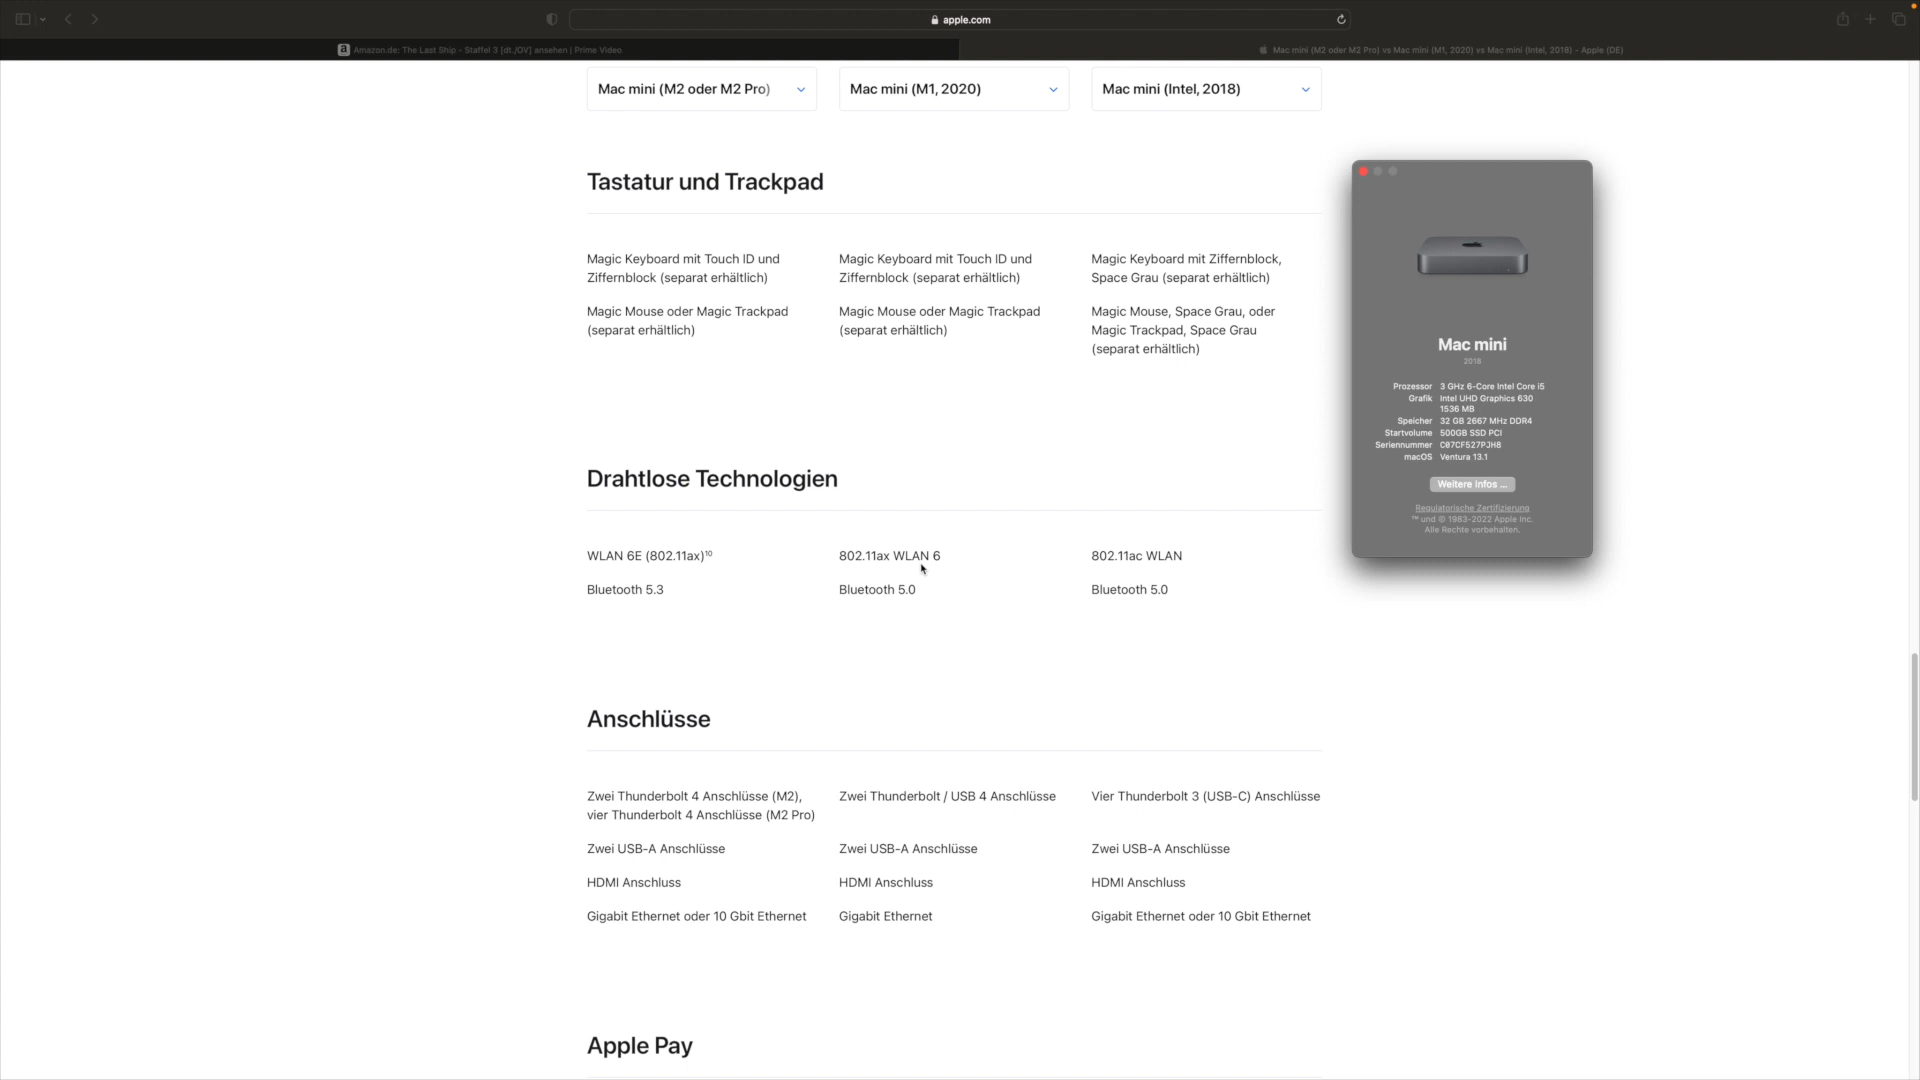 apple.com
Amazon.de: The Last Ship - Staffel 3 [dt./OV] ansehen | Prime Video
Mac mini (M2 oder M2 Pro) vs Mac mini (M1, 2020) vs Mac mini (Intel, 2018) - Apple (DE)
Mac mini (M2 oder M2 Pro)
Mac mini (M1, 2020)
Mac mini (Intel, 2018)
Tastatur und Trackpad
Magic Keyboard mit Touch ID und
Ziffernblock (separat erhältlich)
Magic Mouse oder Magic Trackpad
(separat erhältlich)
Magic Keyboard mit Touch ID und
Ziffernblock (separat erhältlich)
Magic Mouse oder Magic Trackpad
(separat erhältlich)
Magic Keyboard mit Ziffernblock,
Space Grau (separat erhältlich)
Magic Mouse, Space Grau, oder
Magic Trackpad, Space Grau
(separat erhältlich)
Drahtlose Technologien
WLAN 6E (802.11ax)¹⁰
Bluetooth 5.3
802.11ax WLAN 6
Bluetooth 5.0
802.11ac WLAN
Bluetooth 5.0
Anschlüsse
Zwei Thunderbolt 4 Anschlüsse (M2),
vier Thunderbolt 4 Anschlüsse (M2 Pro)
Zwei Thunderbolt / USB 4 Anschlüsse
Vier Thunderbolt 3 (USB-C) Anschlüsse
Zwei USB-A Anschlüsse
Zwei USB-A Anschlüsse
Zwei USB-A Anschlüsse
HDMI Anschluss
HDMI Anschluss
HDMI Anschluss
Gigabit Ethernet oder 10 Gbit Ethernet
Gigabit Ethernet
Gigabit Ethernet oder 10 Gbit Ethernet
Apple Pay
Mac mini
2018
Prozessor 3 GHz 6-Core Intel Core i5
Grafik Intel UHD Graphics 630
1536 MB
Speicher 32 GB 2667 MHz DDR4
Startvolume 500GB SSD PCI
Seriennummer C07CF527PJH8
macOS Ventura 13.1
Weitere Infos ...
Regulatorische Zertifizierung
™ und © 1983-2022 Apple Inc.
Alle Rechte vorbehalten.